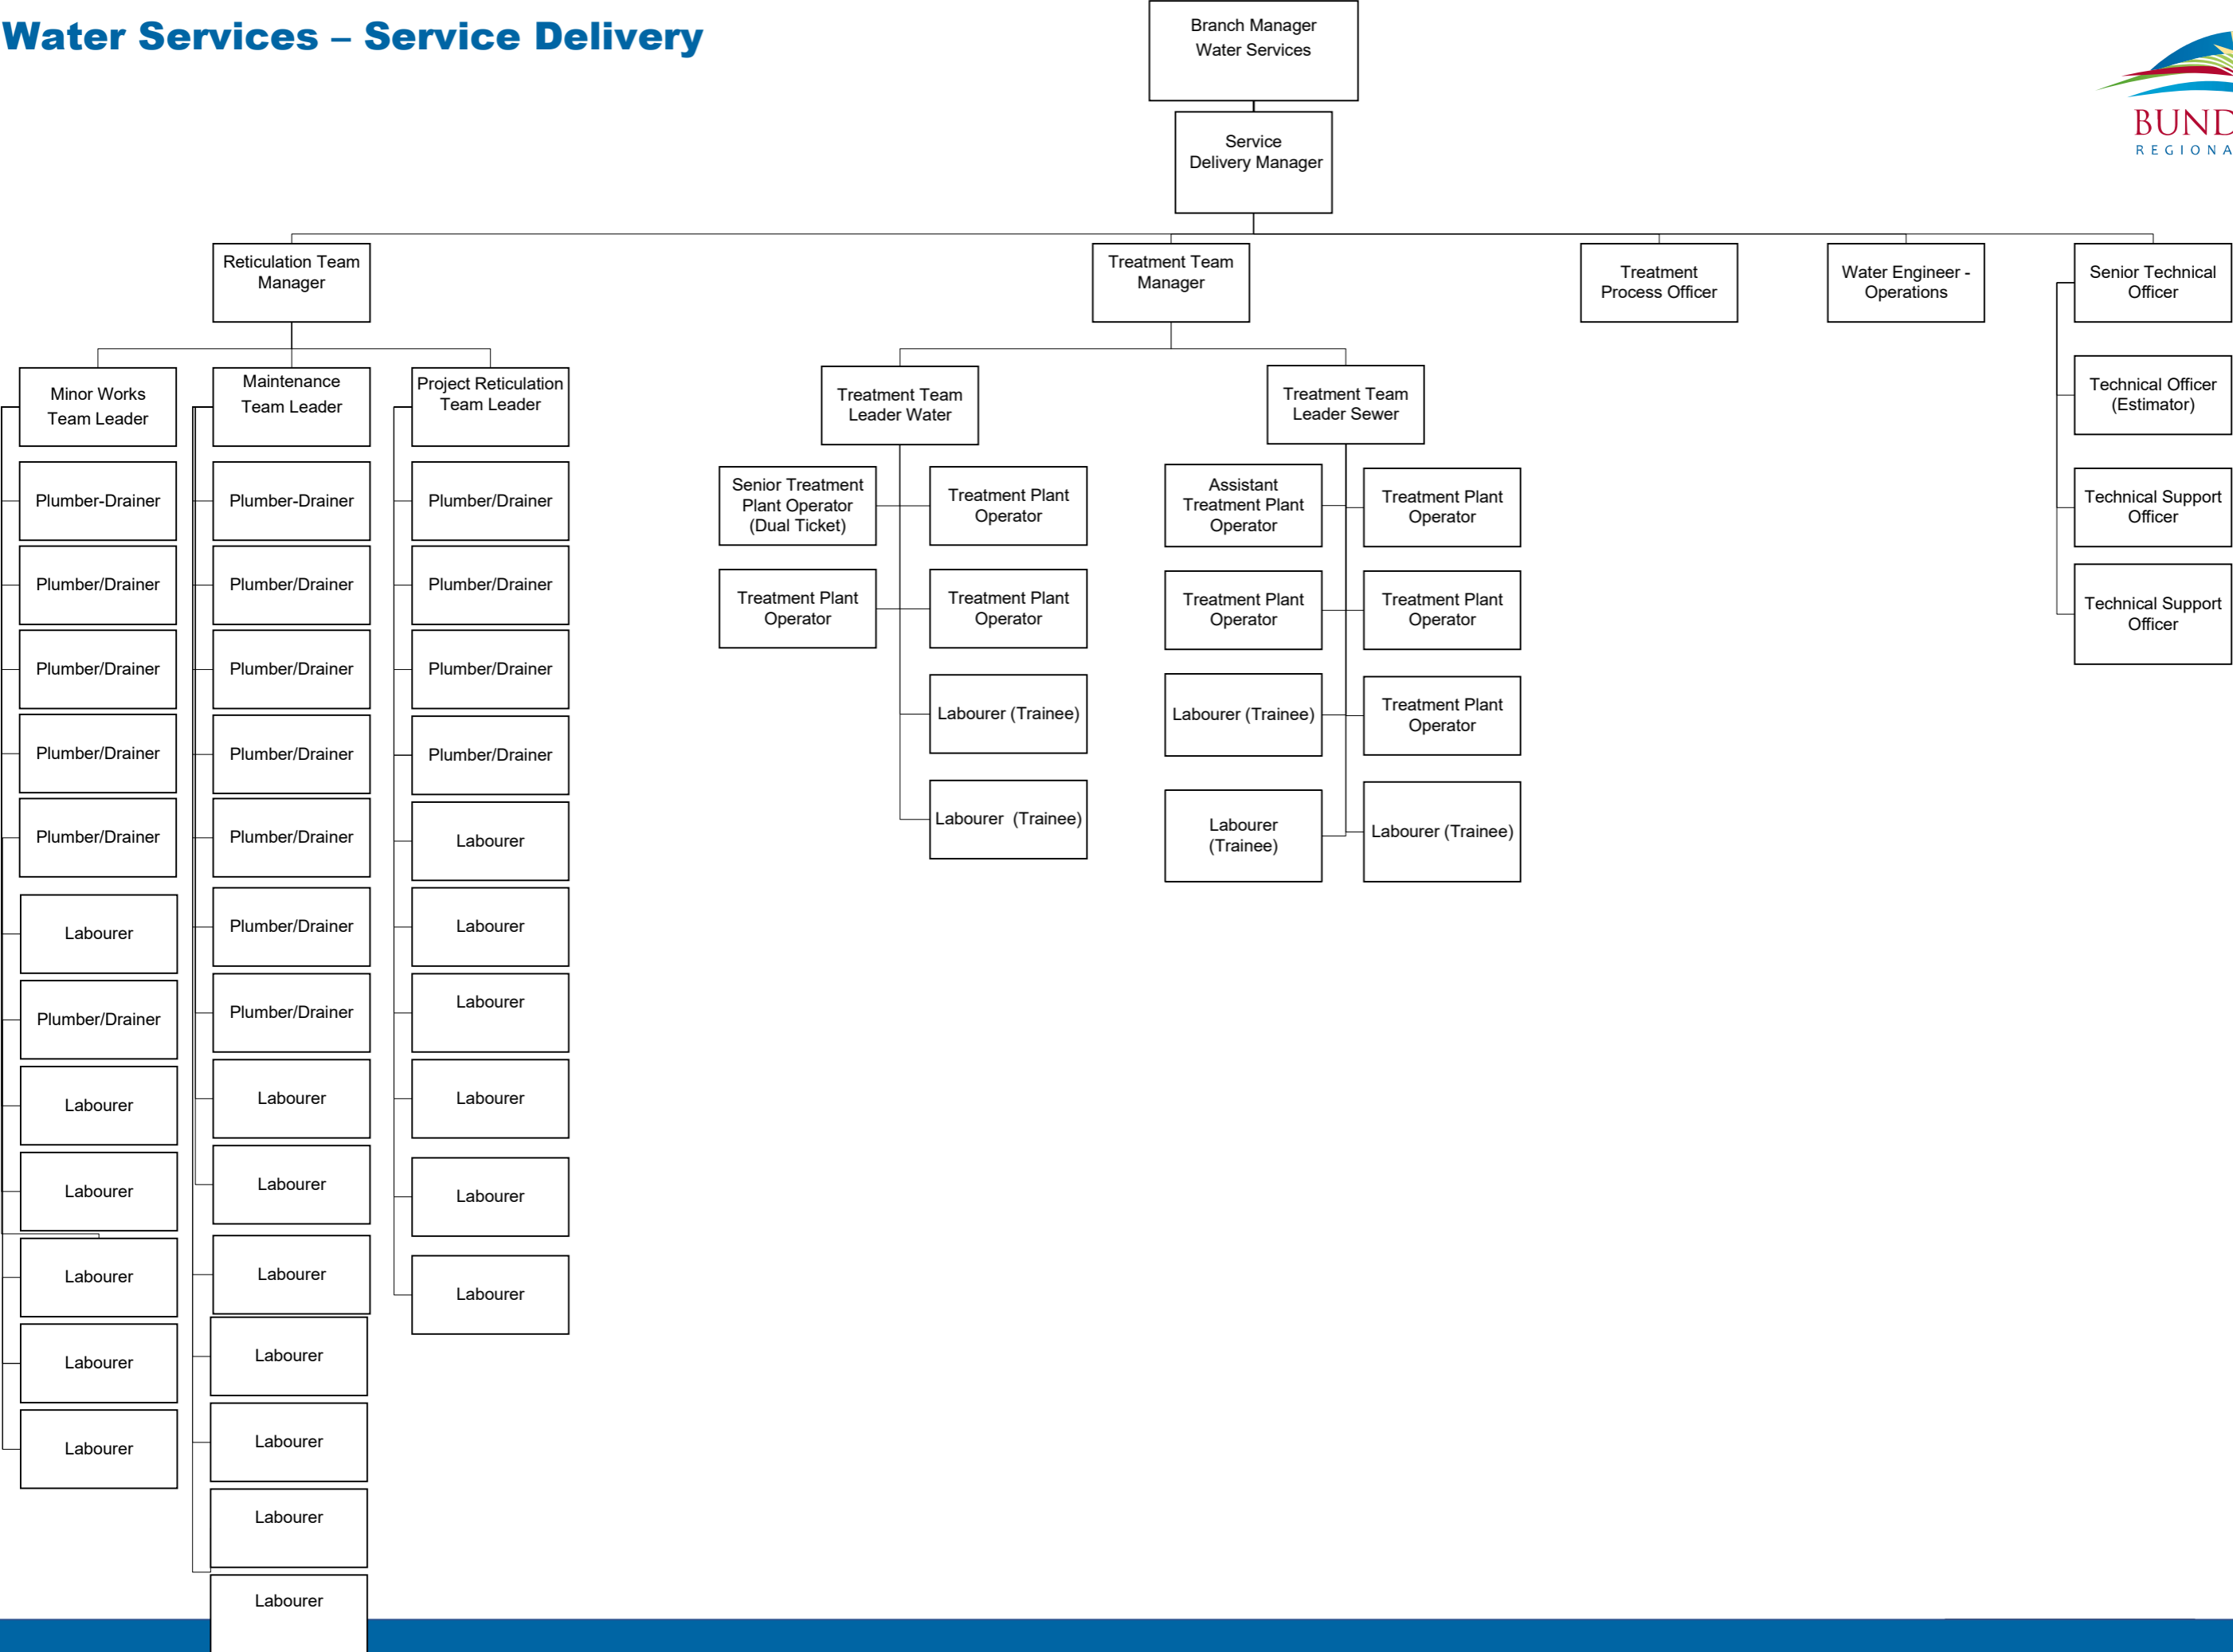 Water Services – Service Delivery
Branch Manager
Water Services
BUND
REGIONA
Service
Delivery Manager
Reticulation Team
Manager
Treatment Team
Manager
Treatment
Process Officer
Water Engineer -
Operations
Senior Technical
Officer
Minor Works
Team Leader
Plumber-Drainer
Plumber/Drainer
Plumber/Drainer
Plumber/Drainer
Plumber/Drainer
Labourer
Plumber/Drainer
Labourer
Labourer
Labourer
Labourer
Labourer
Maintenance
Team Leader
Plumber-Drainer
Plumber/Drainer
Plumber/Drainer
Plumber/Drainer
Plumber/Drainer
Plumber/Drainer
Plumber/Drainer
Labourer
Labourer
Labourer
Labourer
Labourer
Labourer
Labourer
Project Reticulation
Team Leader
Plumber/Drainer
Plumber/Drainer
Plumber/Drainer
Plumber/Drainer
Labourer
Labourer
Labourer
Labourer
Labourer
Labourer
Treatment Team
Leader Water
Senior Treatment
Plant Operator
(Dual Ticket)
Treatment Plant
Operator
Treatment Plant
Operator
Treatment Plant
Operator
Labourer (Trainee)
Labourer (Trainee)
Treatment Team
Leader Sewer
Assistant
Treatment Plant
Operator
Treatment Plant
Operator
Treatment Plant
Operator
Treatment Plant
Operator
Labourer (Trainee)
Treatment Plant
Operator
Labourer
(Trainee)
Labourer (Trainee)
Technical Officer
(Estimator)
Technical Support
Officer
Technical Support
Officer